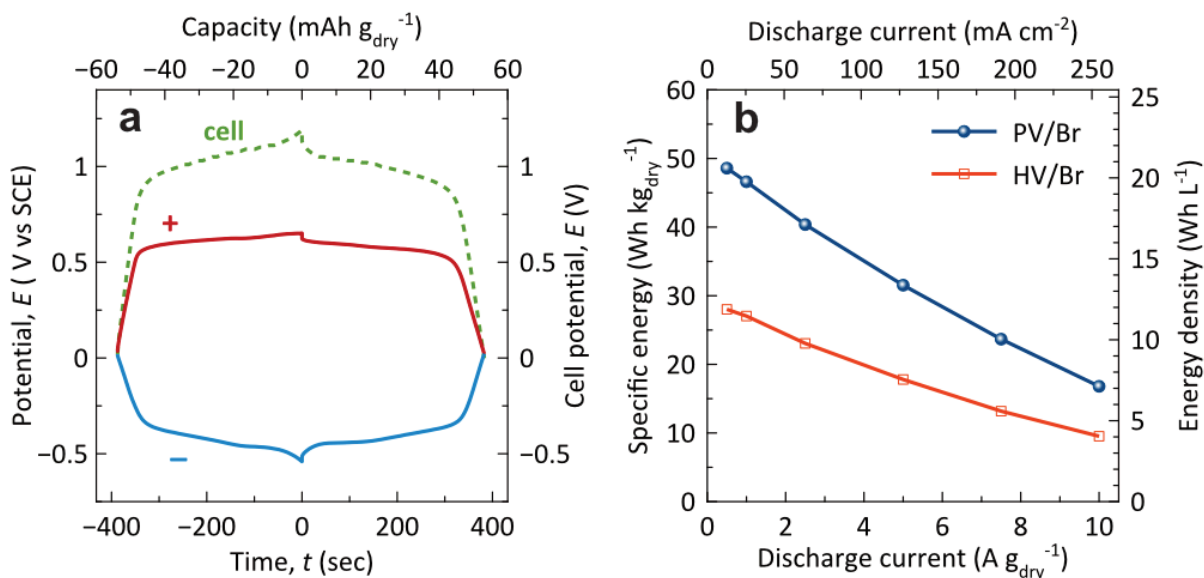 Capacity (mAh g_dry⁻¹)
−60 −40 −20 0 20 40 60
a
cell
+
−
1
0.5
0
−0.5
Potential, E ( V vs SCE)
1
0.5
0
−0.5
Cell potential, E (V)
−400 −200 0 200 400
Time, t (sec)
Discharge current (mA cm⁻²)
0 50 100 150 200 250
b
PV/Br
HV/Br
60
50
40
30
20
10
0
Specific energy (Wh kg_dry⁻¹)
25
20
15
10
5
0
Energy density (Wh L⁻¹)
0 2 4 6 8 10
Discharge current (A g_dry⁻¹)